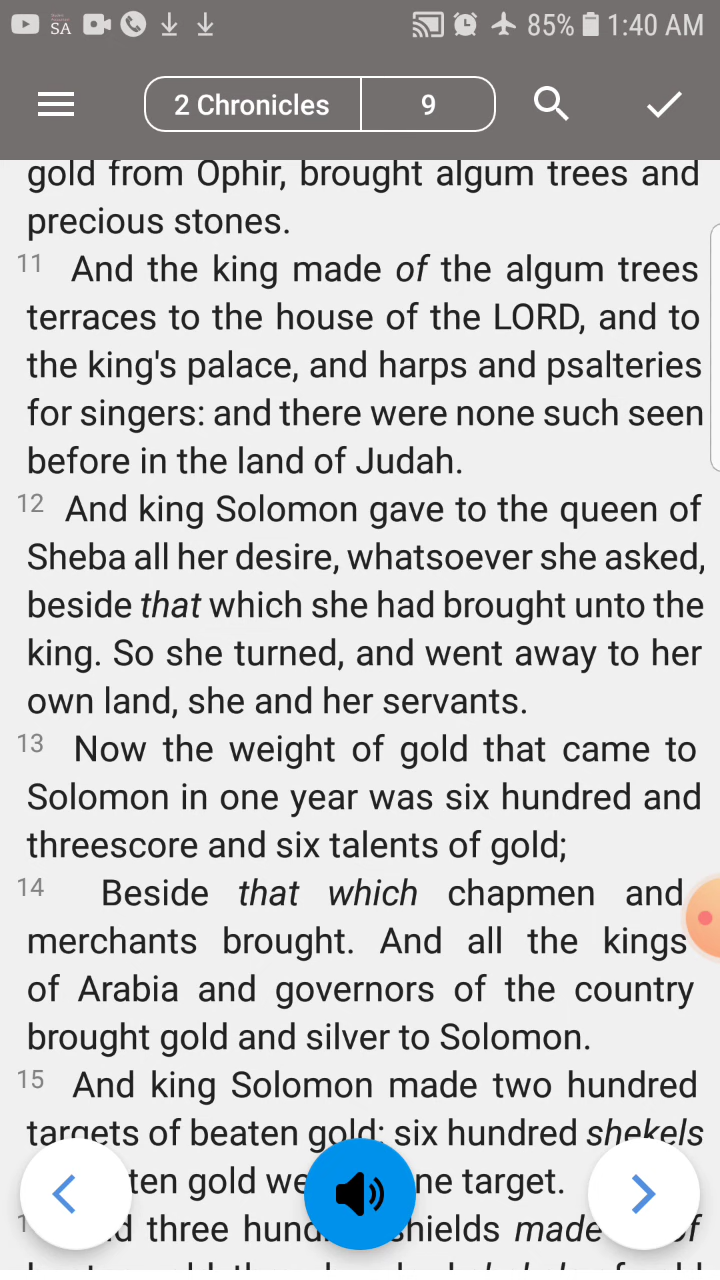 SA
85% 1:40 AM
2 Chronicles 9
gold from Ophir, brought algum trees and
precious stones.
11 And the king made of the algum trees
terraces to the house of the LORD, and to
the king's palace, and harps and psalteries
for singers: and there were none such seen
before in the land of Judah.
12 And king Solomon gave to the queen of
Sheba all her desire, whatsoever she asked,
beside that which she had brought unto the
king. So she turned, and went away to her
own land, she and her servants.
13 Now the weight of gold that came to
Solomon in one year was six hundred and
threescore and six talents of gold;
14 Beside that which chapmen and
merchants brought. And all the kings
of Arabia and governors of the country
brought gold and silver to Solomon.
15 And king Solomon made two hundred
targets of beaten gold: six hundred shekels
ten gold we ne target.
three hund shields made